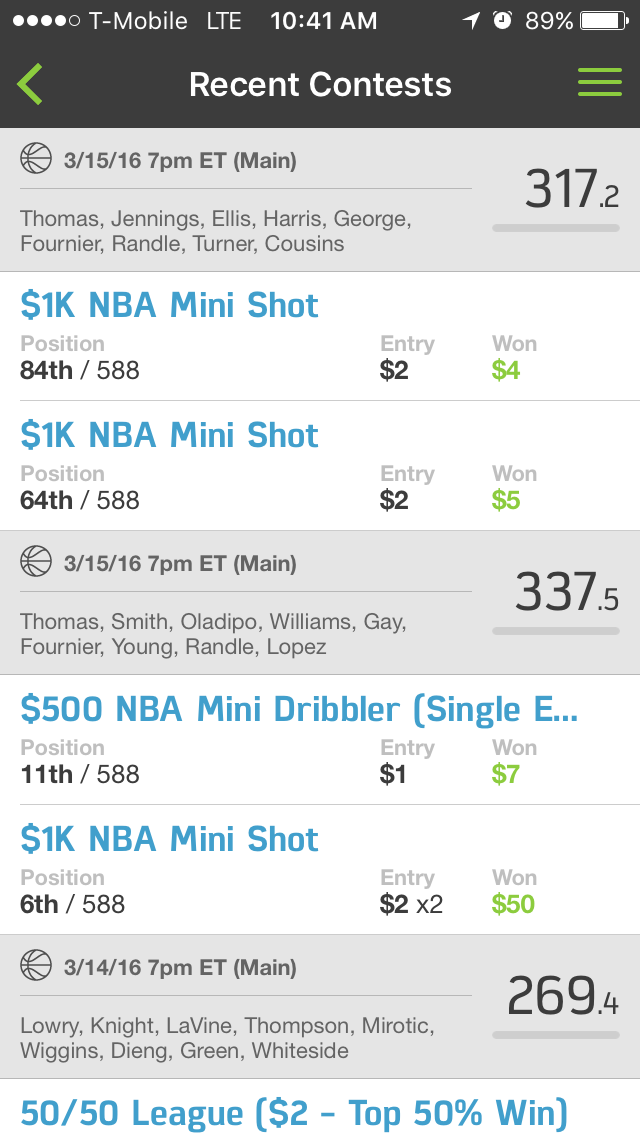 T-Mobile LTE 10:41 AM 89%
Recent Contests
3/15/16 7pm ET (Main)
317.2
Thomas, Jennings, Ellis, Harris, George,
Fournier, Randle, Turner, Cousins
$1K NBA Mini Shot
Position Entry Won
84th / 588 $2 $4
$1K NBA Mini Shot
Position Entry Won
64th / 588 $2 $5
3/15/16 7pm ET (Main)
337.5
Thomas, Smith, Oladipo, Williams, Gay,
Fournier, Young, Randle, Lopez
$500 NBA Mini Dribbler (Single E...
Position Entry Won
11th / 588 $1 $7
$1K NBA Mini Shot
Position Entry Won
6th / 588 $2 x2 $50
3/14/16 7pm ET (Main)
269.4
Lowry, Knight, LaVine, Thompson, Mirotic,
Wiggins, Dieng, Green, Whiteside
50/50 League ($2 - Top 50% Win)